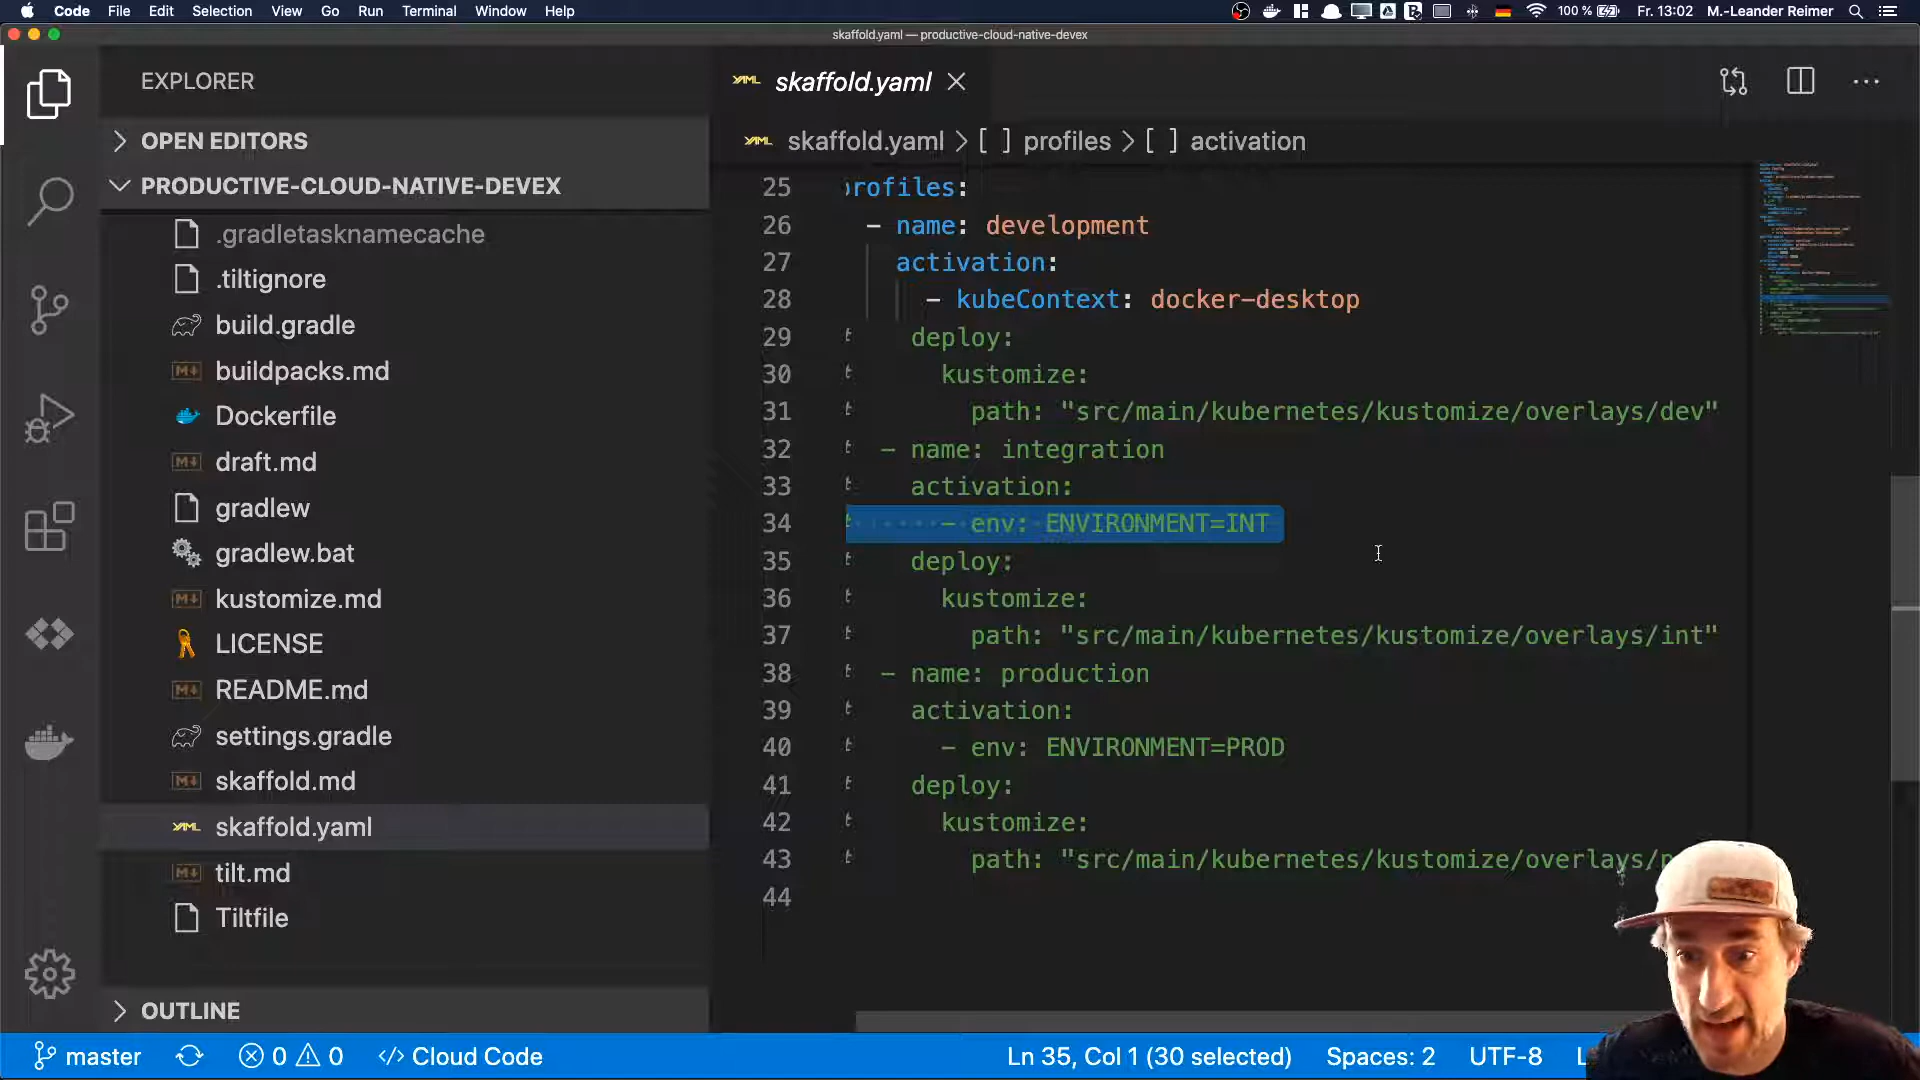 Code File Edit Selection View Go Run Terminal Window Help 100 % Fr. 13:02 M.-Leander Reimer
skaffold.yaml — productive-cloud-native-devex
EXPLORER
OPEN EDITORS
PRODUCTIVE-CLOUD-NATIVE-DEVEX
.gradletasknamecache
.tiltignore
build.gradle
buildpacks.md
Dockerfile
draft.md
gradlew
gradlew.bat
kustomize.md
LICENSE
README.md
settings.gradle
skaffold.md
skaffold.yaml
tilt.md
Tiltfile
OUTLINE
skaffold.yaml
skaffold.yaml > [ ] profiles > [ ] activation
25 rofiles:
26 - name: development
27 activation:
28 - kubeContext: docker-desktop
29 deploy:
30 kustomize:
31 path: "src/main/kubernetes/kustomize/overlays/dev"
32 - name: integration
33 activation:
34 - env: ENVIRONMENT=INT
35 deploy:
36 kustomize:
37 path: "src/main/kubernetes/kustomize/overlays/int"
38 - name: production
39 activation:
40 - env: ENVIRONMENT=PROD
41 deploy:
42 kustomize:
43 path: "src/main/kubernetes/kustomize/overlays/
44
master 0 0 Cloud Code Ln 35, Col 1 (30 selected) Spaces: 2 UTF-8